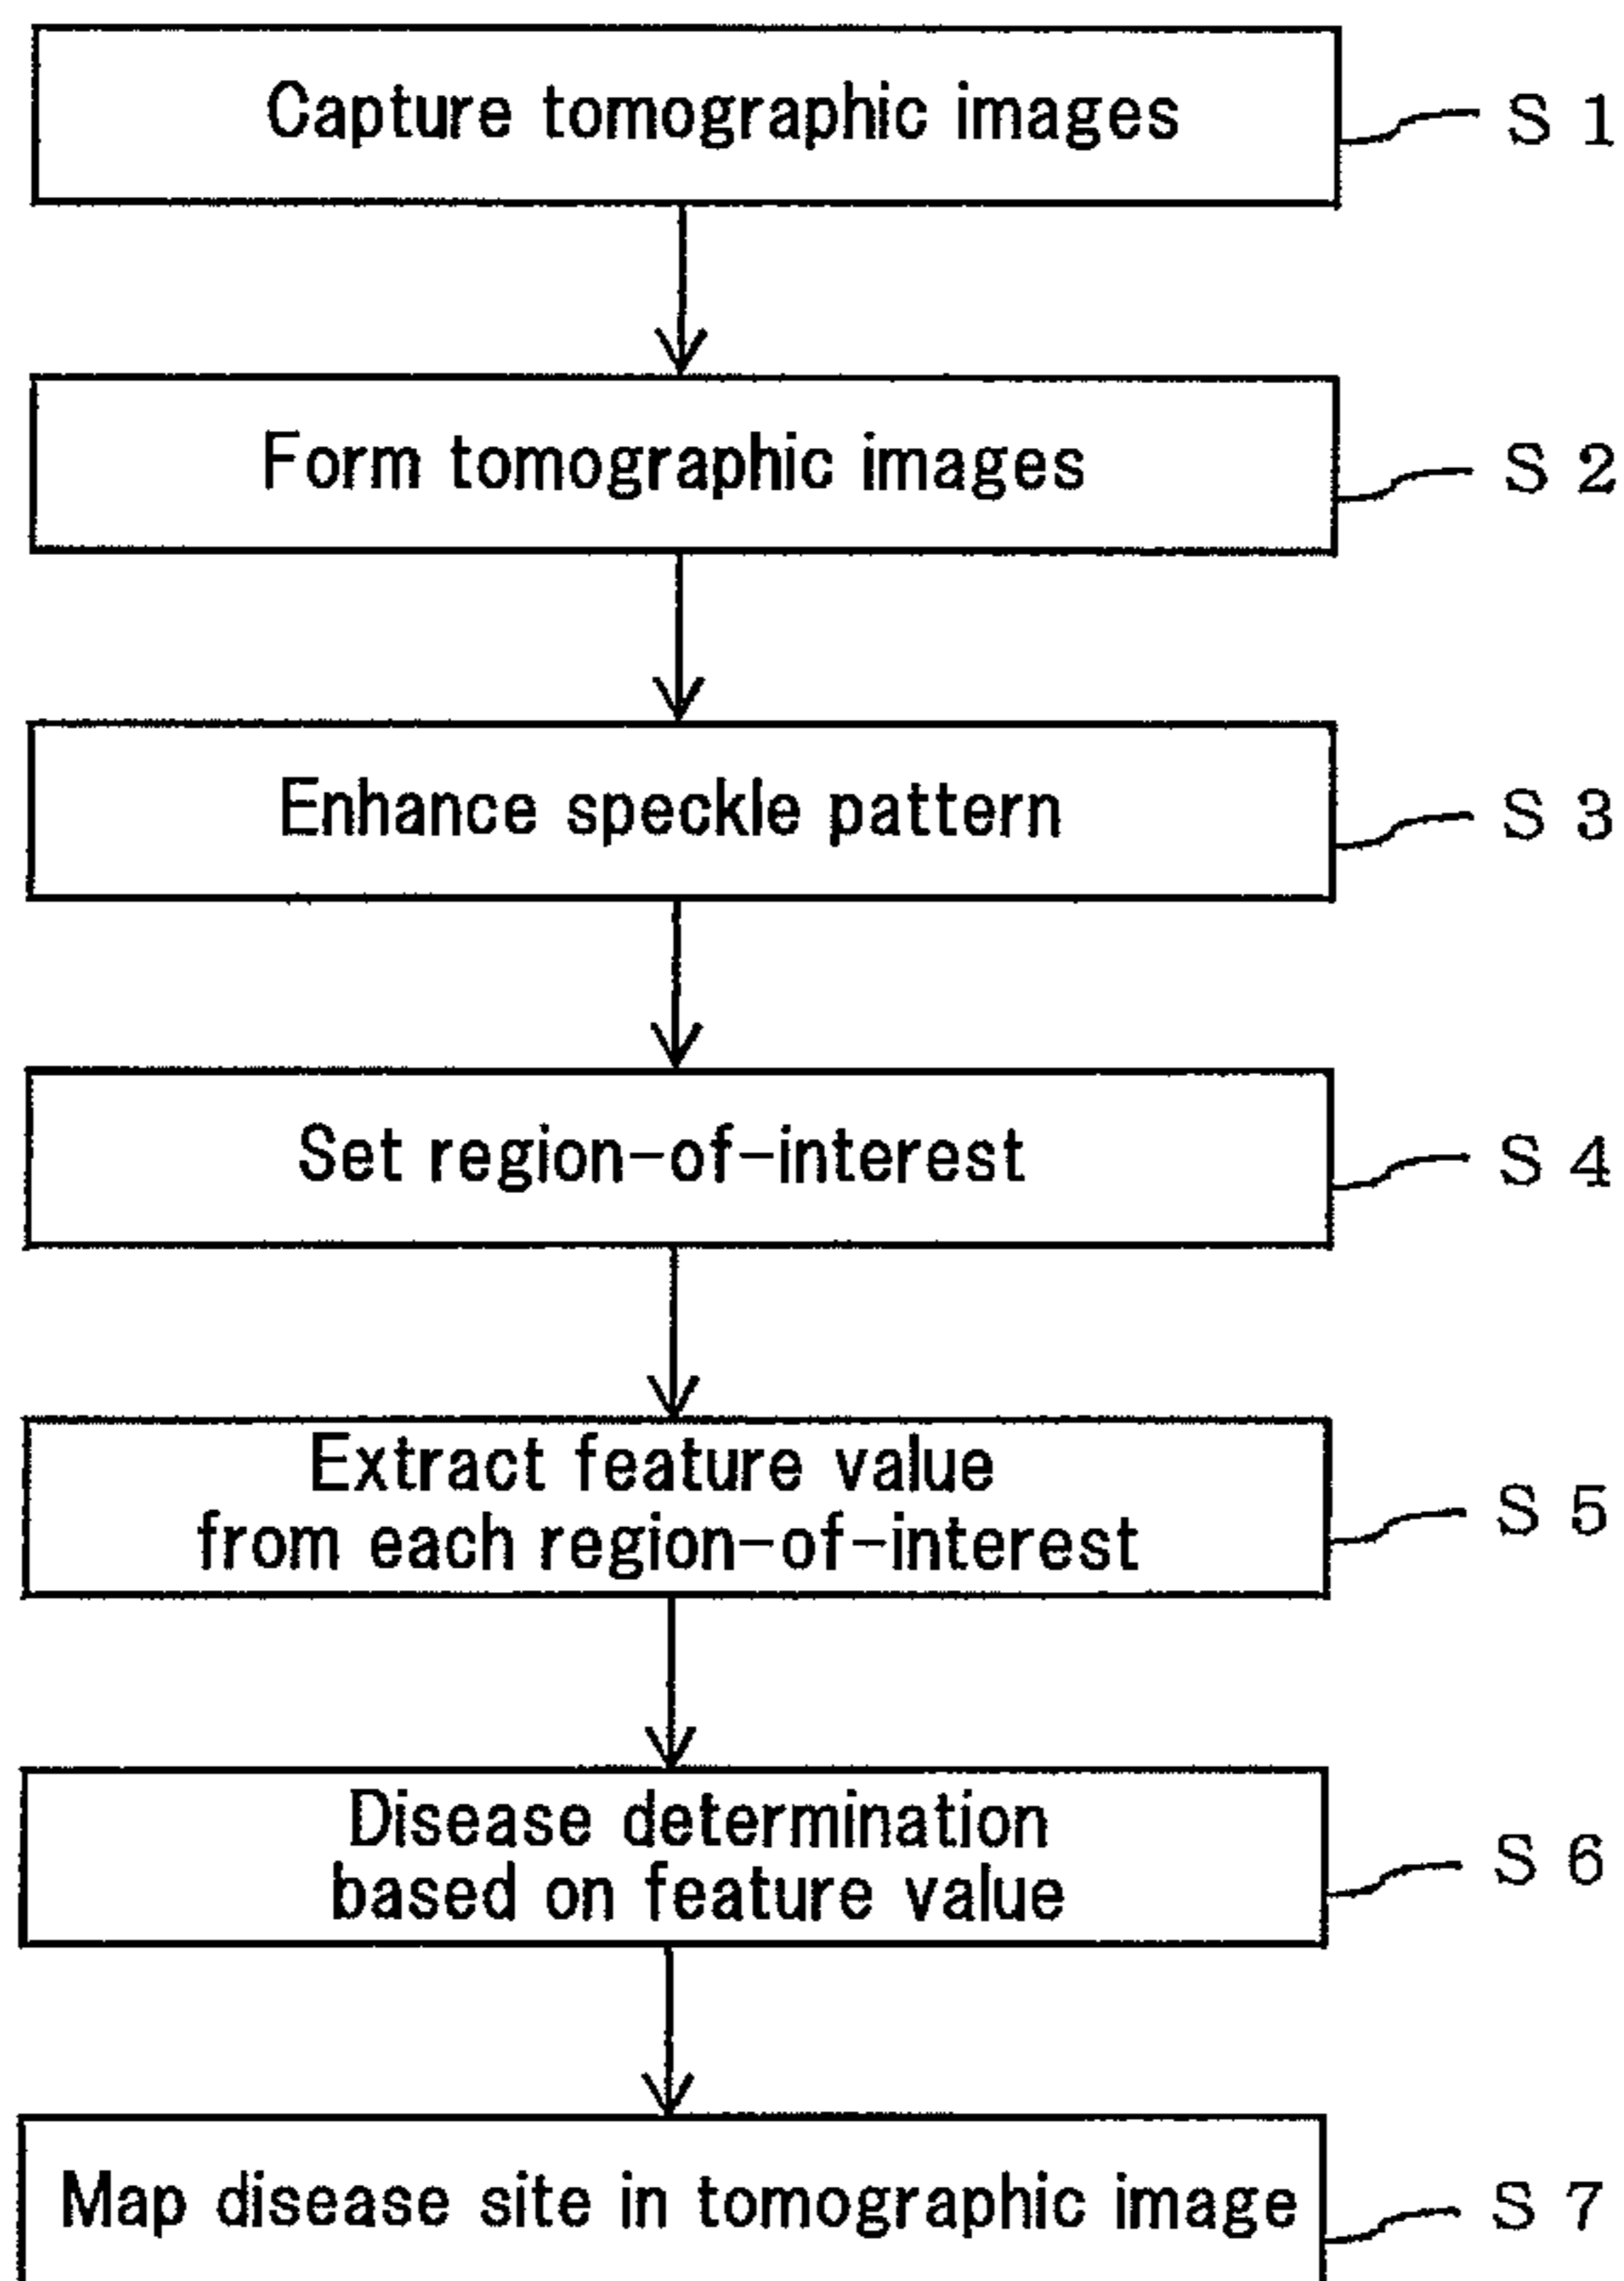 Capture tomographic images
S 1
Form tomographic images
S 2
Enhance speckle pattern
S 3
Set region-of-interest
S 4
Extract feature value
from each region-of-interest
S 5
Disease determination
based on feature value
S 6
Map disease site in tomographic image
S 7